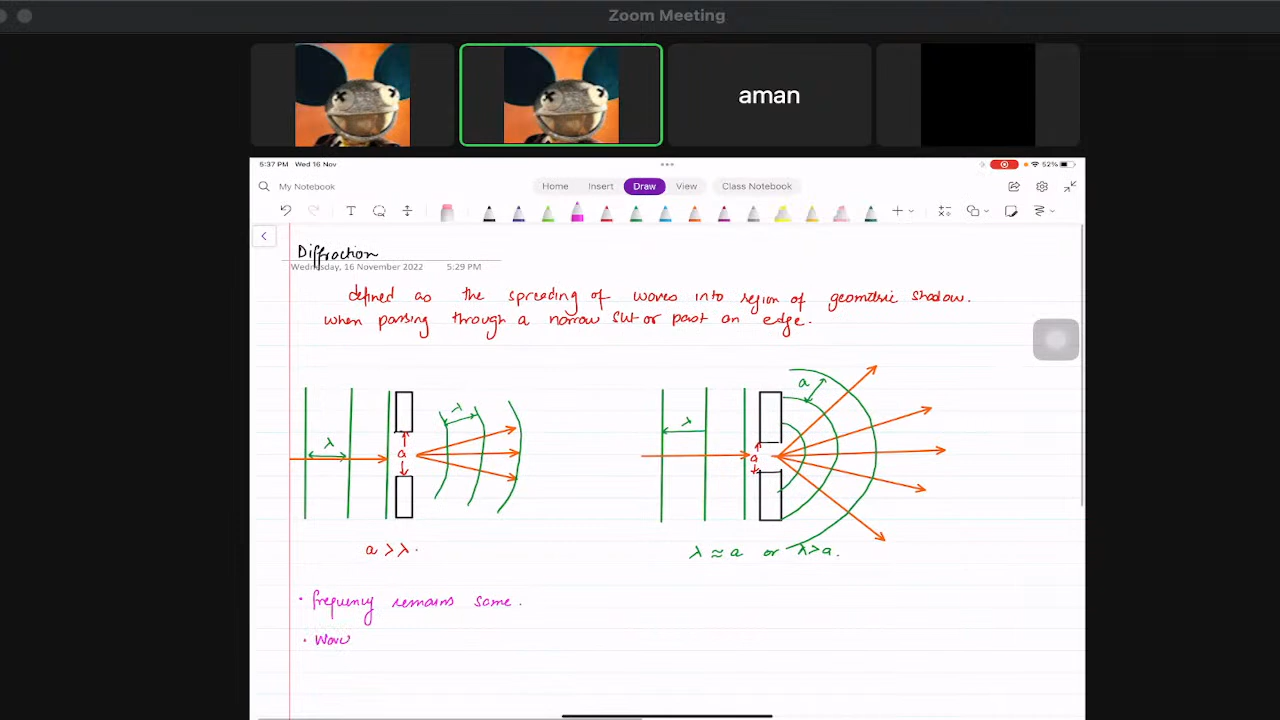 Zoom Meeting
aman
5:37 PM Wed 16 Nov
52%
My Notebook
Home Insert Draw View Class Notebook
Diffraction
Wednesday, 16 November 2022 5:29 PM
defined as the spreading of waves into region of geometric shadow.
when passing through a narrow slit or past an edge.
λ a λ
λ a a
a > λ.
λ ≈ a or λ > a.
• frequency remains same.
• Wave